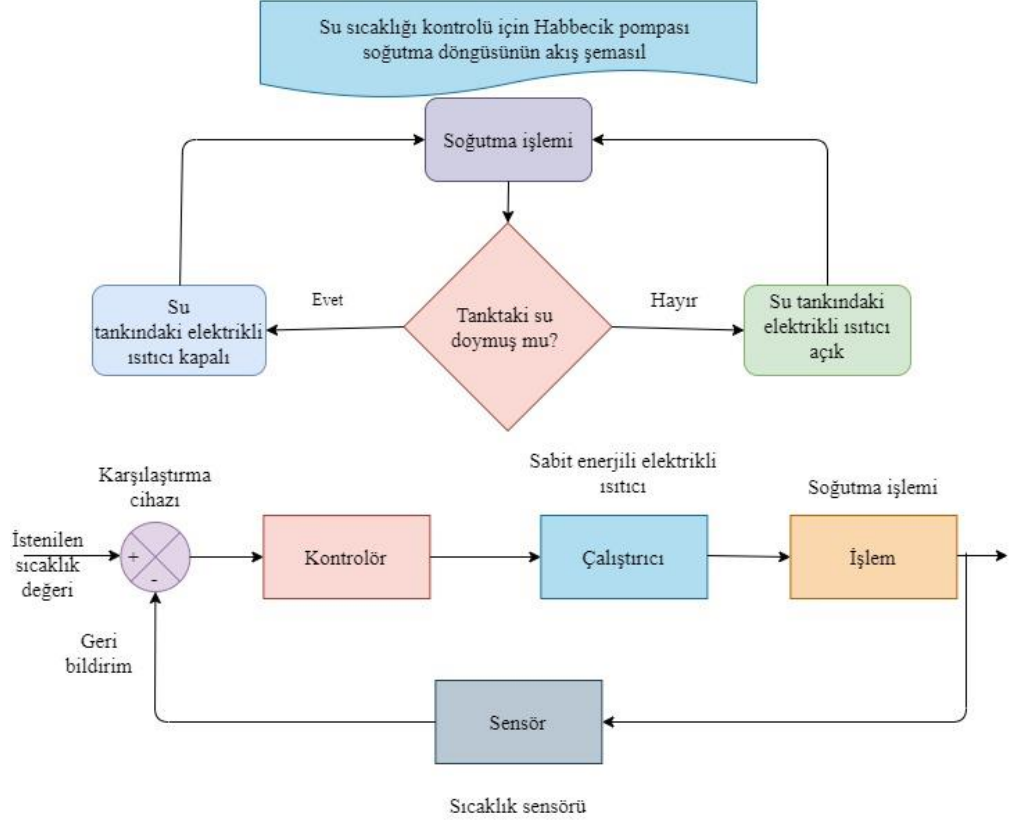 Su sıcaklığı kontrolü için Habbecik pompası
soğutma döngüsünün akış şemasıl
Soğutma işlemi
Evet
Hayır
Su
tankındaki elektrikli
ısıtıcı kapalı
Tanktaki su
doymuş mu?
Su tankındaki
elektrikli ısıtıcı
açık
Karşılaştırma
cihazı
Sabit enerjili elektrikli
ısıtıcı
Soğutma işlemi
İstenilen
sıcaklık
değeri
+
-
Kontrolör
Çalıştırıcı
İşlem
Geri
bildirim
Sensör
Sıcaklık sensörü